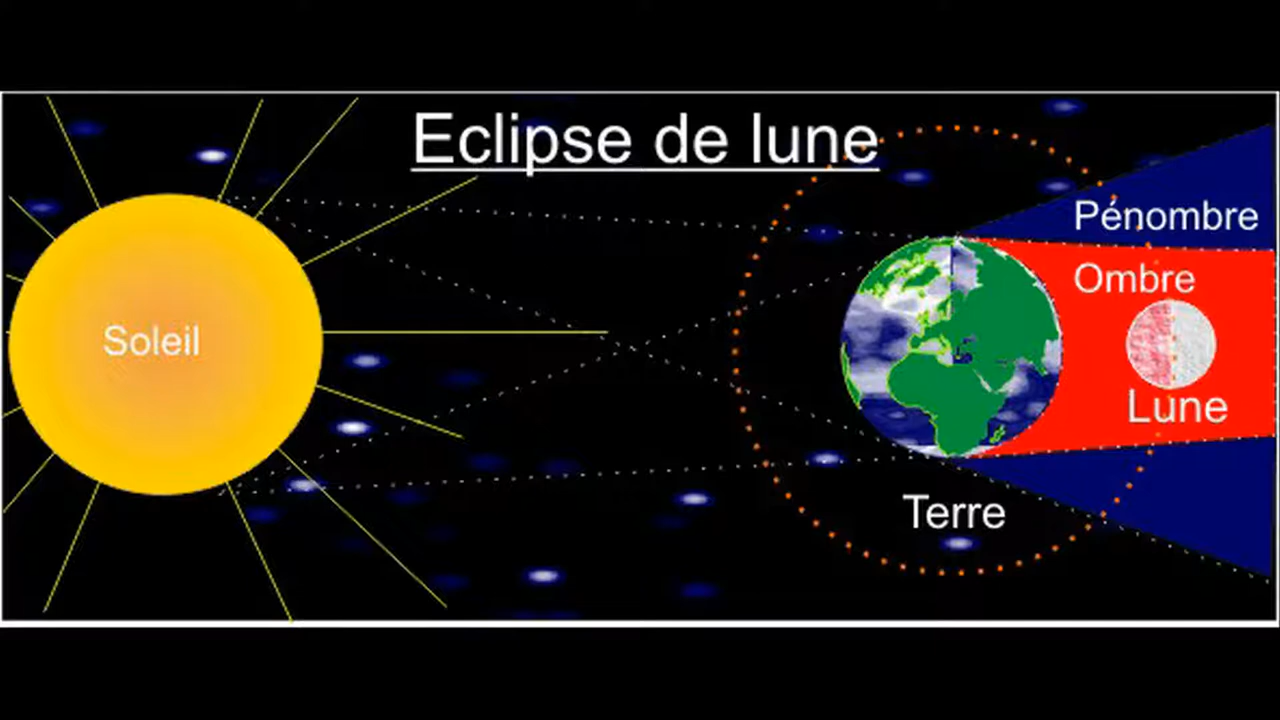 Eclipse de lune
Soleil
Pénombre
Ombre
Lune
Terre